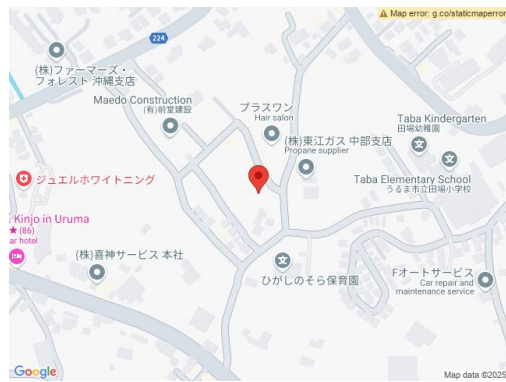 Map error: g.co/staticmaperror
224
(株)ファーマーズ・
フォレスト 沖縄支店
Maedo Construction
(有)前堂建設
プラスワン
Hair salon
(株)東江ガス 中部支店
Propane supplier
Taba Kindergarten
田場幼稚園
Taba Elementary School
うるま市立田場小学校
ジュエルホワイトニング
Kinjo in Uruma
(86)
ar hotel
(株)喜神サービス 本社
ひがしのそら保育園
Fオートサービス
Car repair and
maintenance service
Google
Map data ©2025